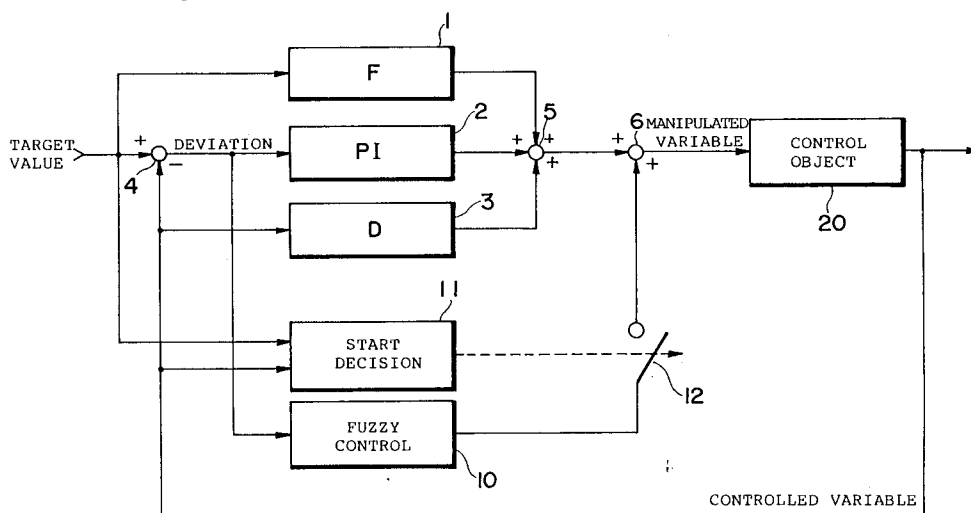 1
F
2
5
+ +
6 MANIPULATED
VARIABLE
TARGET
VALUE
+
DEVIATION
PI
+
+
+
+
CONTROL
OBJECT
4
−
3
D
20
11
START
DECISION
12
FUZZY
CONTROL
10
CONTROLLED VARIABLE